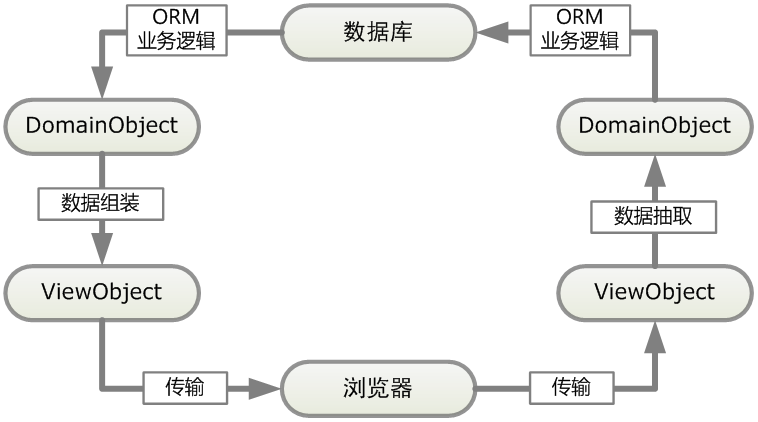 ORM
业务逻辑
数据库
ORM
业务逻辑
DomainObject
DomainObject
数据组装
数据抽取
ViewObject
ViewObject
传输
浏览器
传输